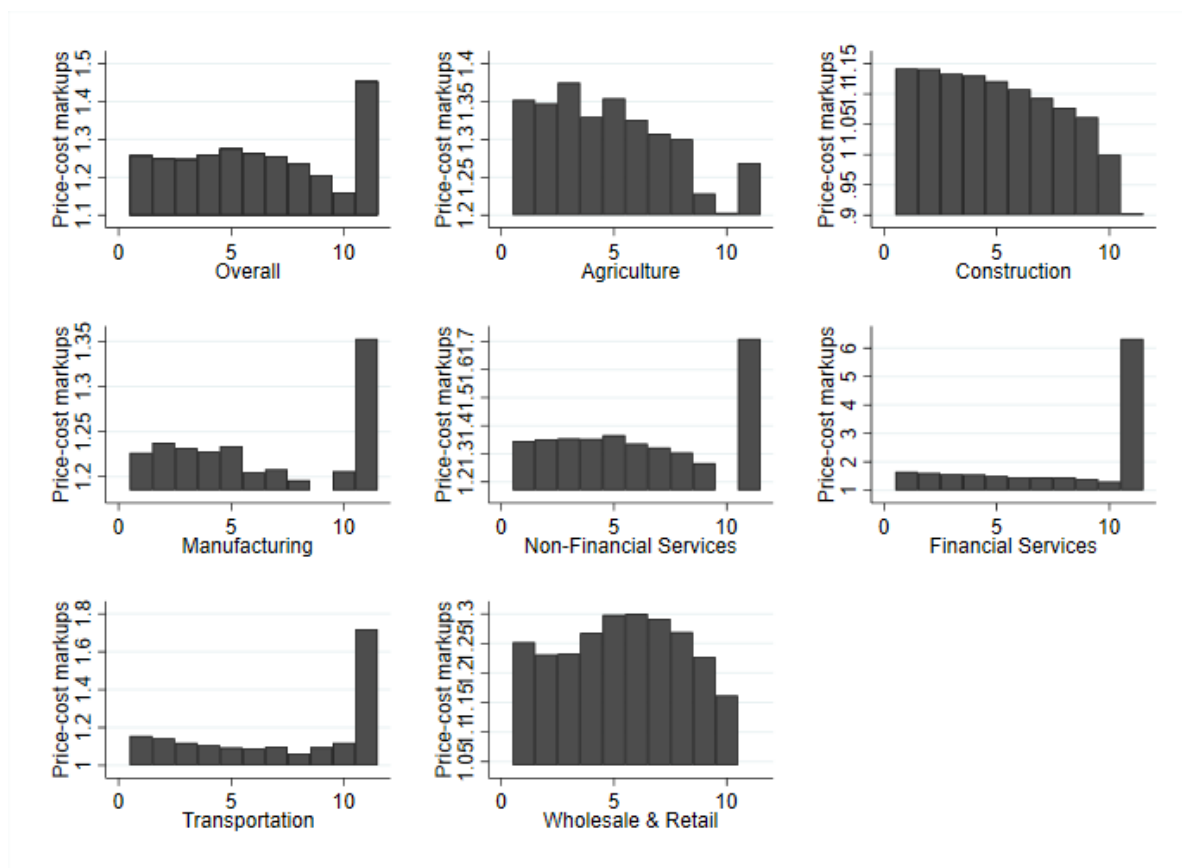 Price-cost markups
1.1 1.2 1.3 1.4 1.5
0 5 10
Overall
Price-cost markups
1.2 1.25 1.3 1.35 1.4
0 5 10
Agriculture
Price-cost markups
.9 .95 1 1.05 1.1 1.15
0 5 10
Construction
Price-cost markups
1.2 1.25 1.3 1.35
0 5 10
Manufacturing
Price-cost markups
1.2 1.3 1.4 1.5 1.6 1.7
0 5 10
Non-Financial Services
Price-cost markups
1 2 3 4 5 6
0 5 10
Financial Services
Price-cost markups
1 1.2 1.4 1.6 1.8
0 5 10
Transportation
Price-cost markups
1.05 1.1 1.15 1.2 1.25 1.3
0 5 10
Wholesale & Retail